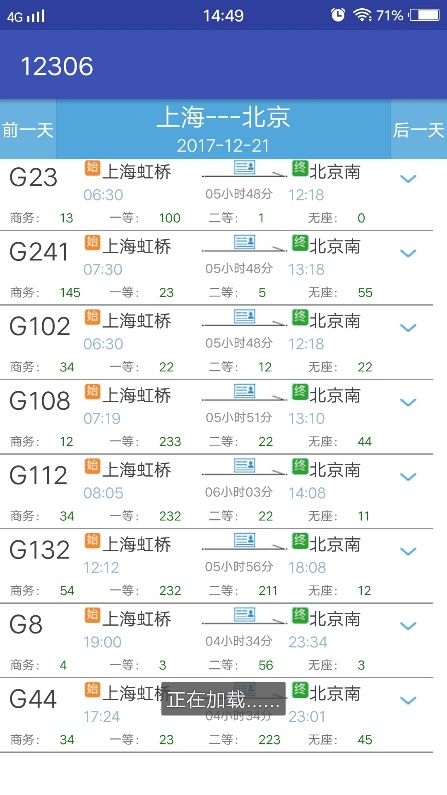 4G 14:49 71%
12306
前一天 上海---北京 后一天
2017-12-21
G23 始 上海虹桥 终 北京南
06:30 05小时48分 12:18
商务: 13 一等: 100 二等: 1 无座: 0
G241 始 上海虹桥 终 北京南
07:30 05小时48分 13:18
商务: 145 一等: 23 二等: 5 无座: 55
G102 始 上海虹桥 终 北京南
06:30 05小时48分 12:18
商务: 34 一等: 22 二等: 12 无座: 22
G108 始 上海虹桥 终 北京南
07:19 05小时51分 13:10
商务: 12 一等: 233 二等: 22 无座: 44
G112 始 上海虹桥 终 北京南
08:05 06小时03分 14:08
商务: 34 一等: 232 二等: 22 无座: 11
G132 始 上海虹桥 终 北京南
12:12 05小时56分 18:08
商务: 54 一等: 232 二等: 211 无座: 12
G8 始 上海虹桥 终 北京南
19:00 04小时34分 23:34
商务: 4 一等: 3 二等: 56 无座: 3
G44 始 上海虹桥 终 北京南
正在加载......
17:24 04小时34分 23:01
商务: 34 一等: 23 二等: 223 无座: 45